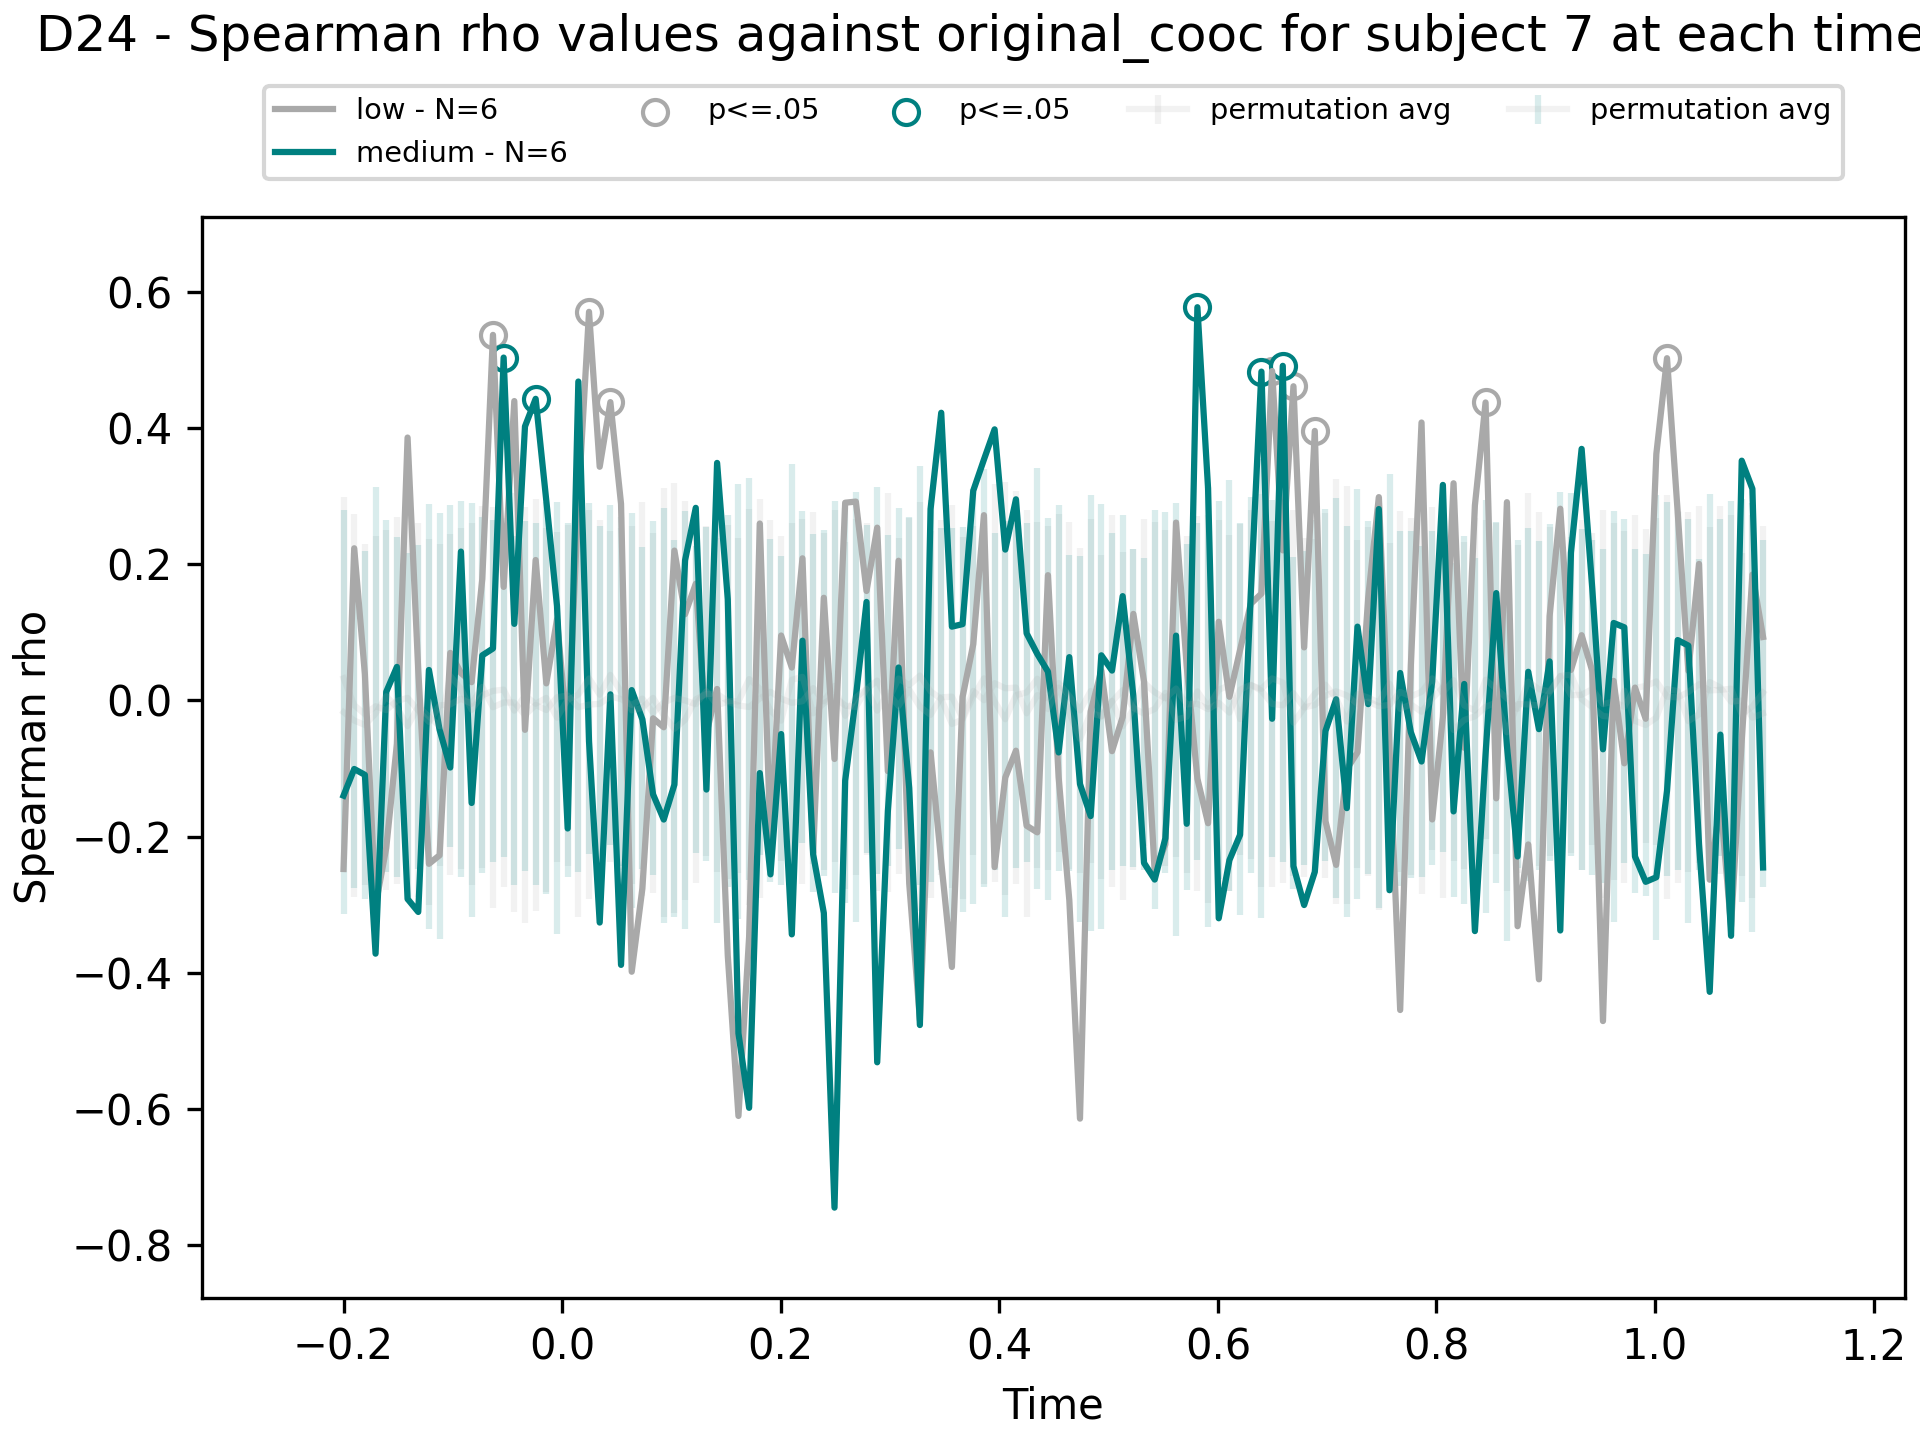 D24 - Spearman rho values against original_cooc for subject 7 at each time
low - N=6
medium - N=6
p<=.05
p<=.05
permutation avg
permutation avg
Spearman rho
0.6
0.4
0.2
0.0
−0.2
−0.4
−0.6
−0.8
−0.2 0.0 0.2 0.4 0.6 0.8 1.0 1.2
Time